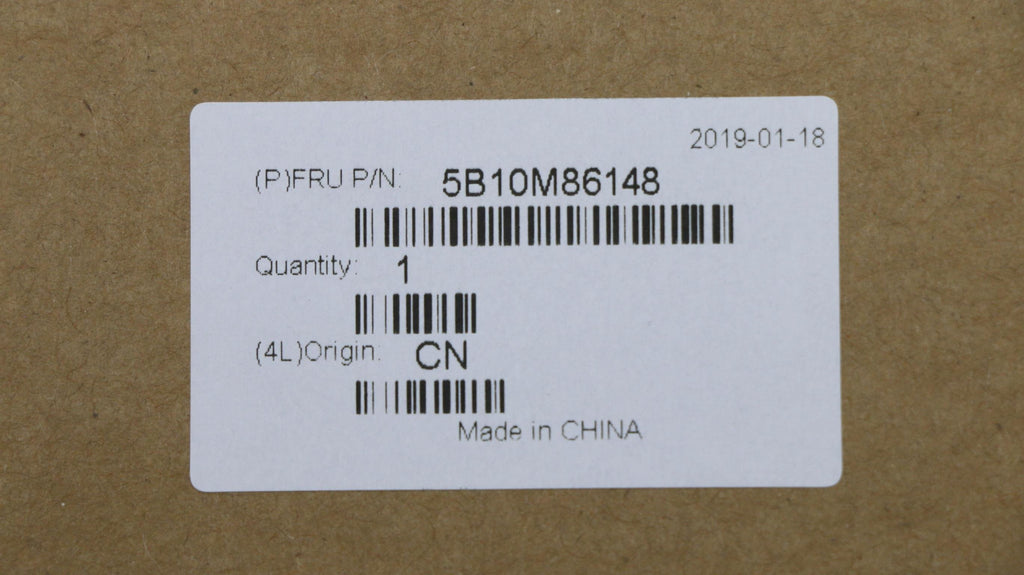 2019-01-18
(P)FRU P/N: 5B10M86148
Quantity: 1
(4L)Origin: CN
Made in CHINA